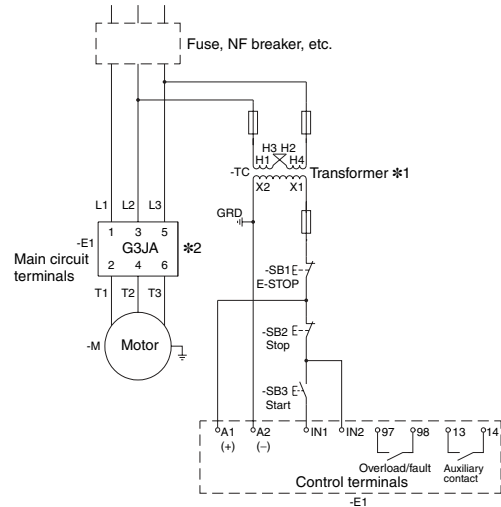 Fuse, NF breaker, etc.
H3 H2
H1 H4
-TC
Transformer ✻1
X2 X1
L1 L2 L3
GRD
1 3 5
-E1
G3JA
✻2
Main circuit
terminals
2 4 6
-SB1
E-STOP
T1 T2 T3
-M
Motor
-SB2
Stop
-SB3
Start
A1 A2 IN1 IN2 97 98 13 14
(+) (−)
Overload/fault
Auxiliary
contact
Control terminals
-E1